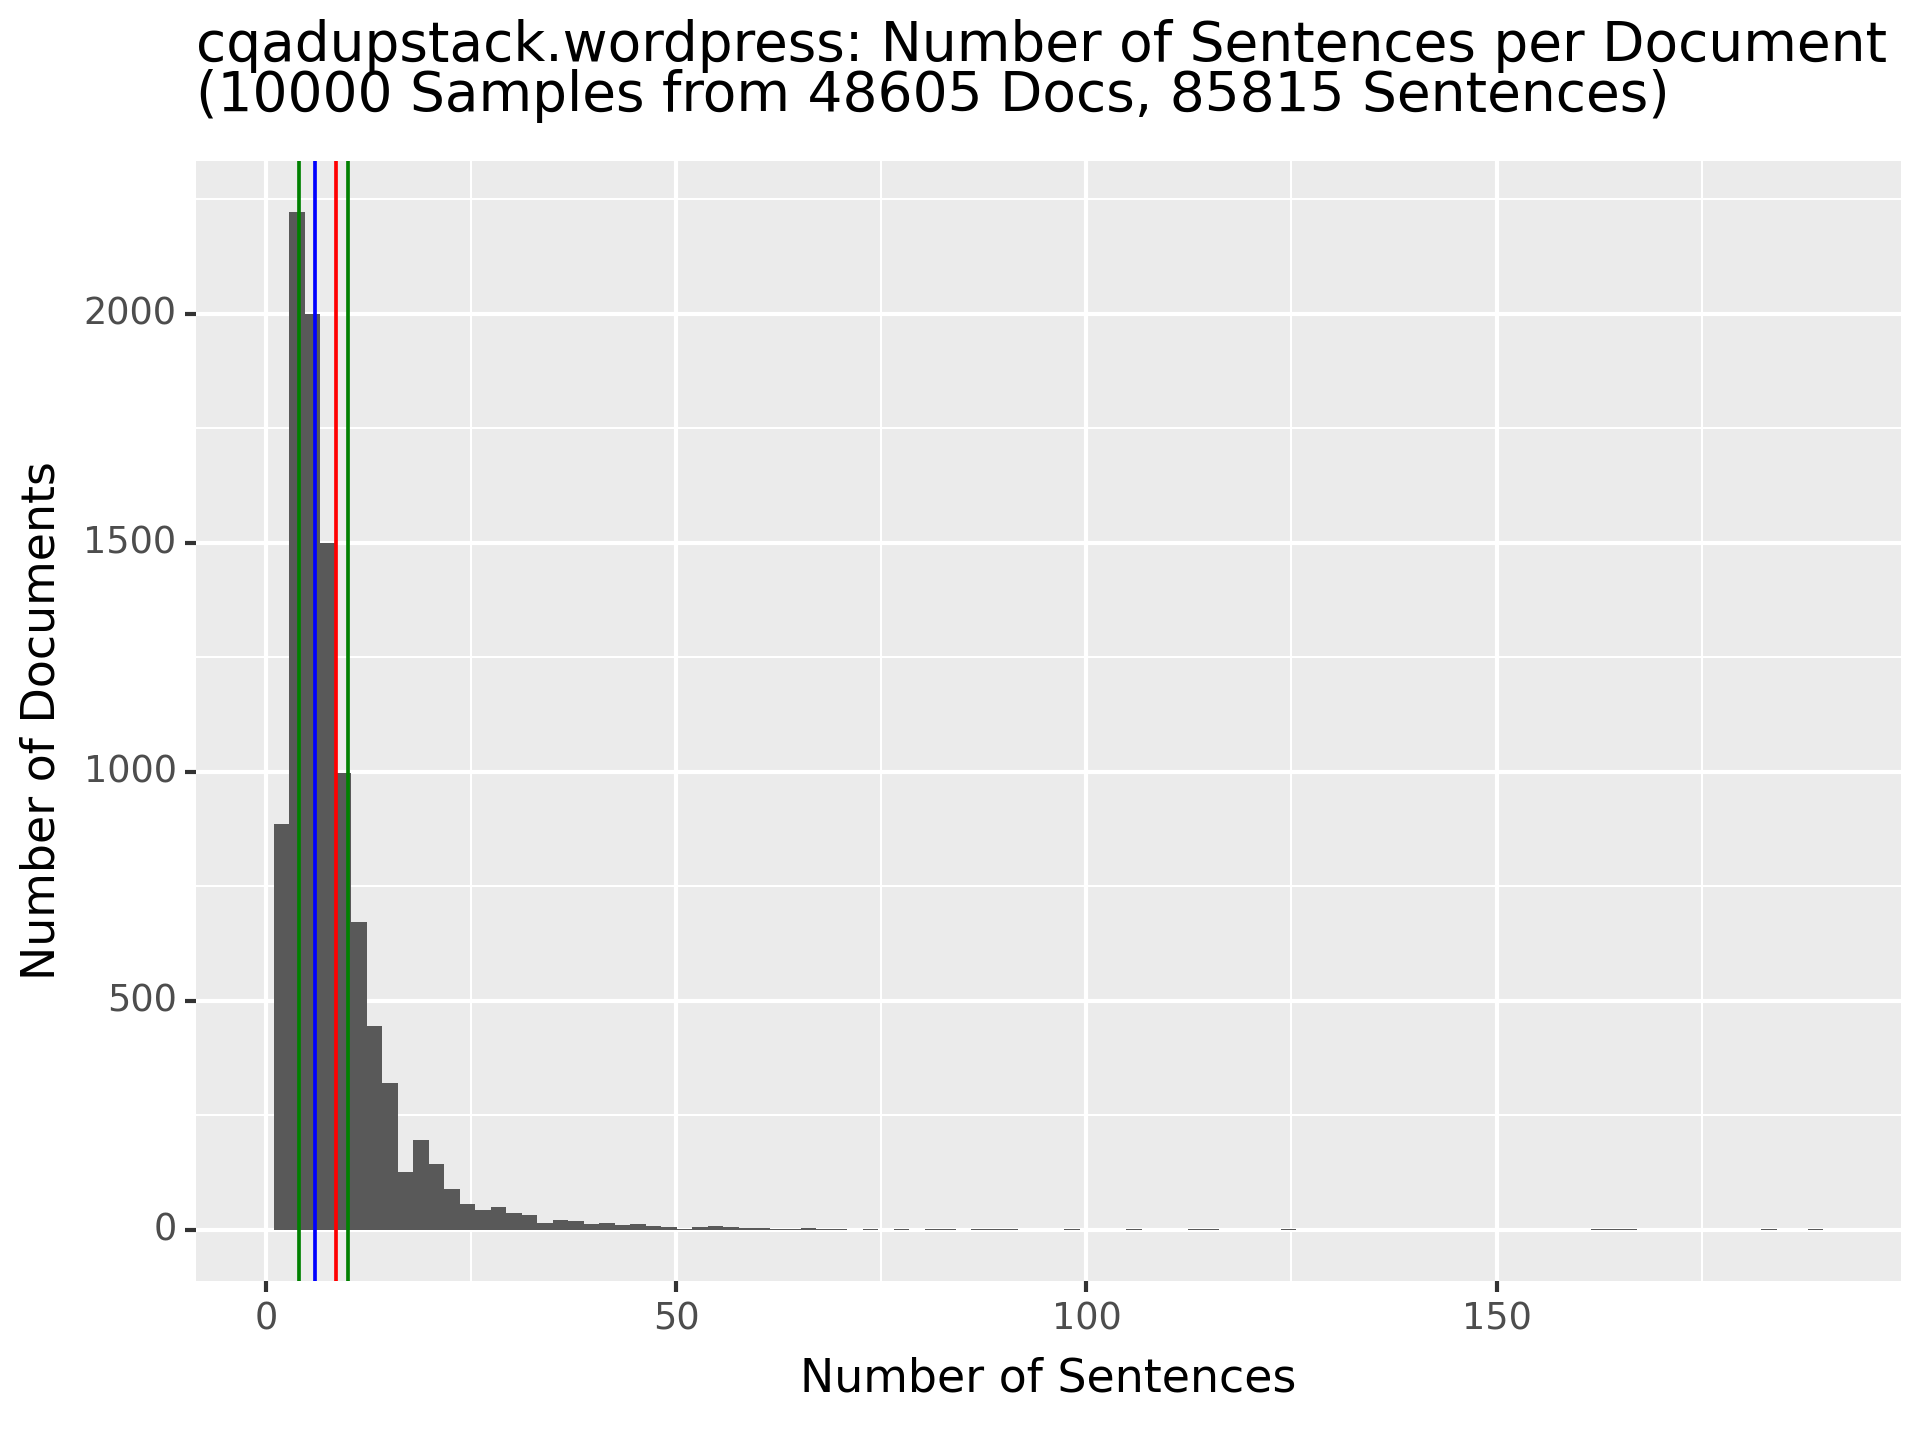 cqadupstack.wordpress: Number of Sentences per Document
(10000 Samples from 48605 Docs, 85815 Sentences)
Number of Documents
2000
1500
1000
500
0
0
50
100
150
Number of Sentences